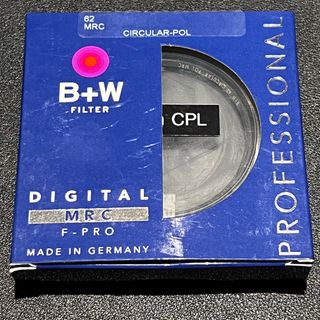 62
MRC
CIRCULAR-POL
B+W
FILTER
CPL
DIGITAL
MRC
F-PRO
MADE IN GERMANY
PROFESSIONAL